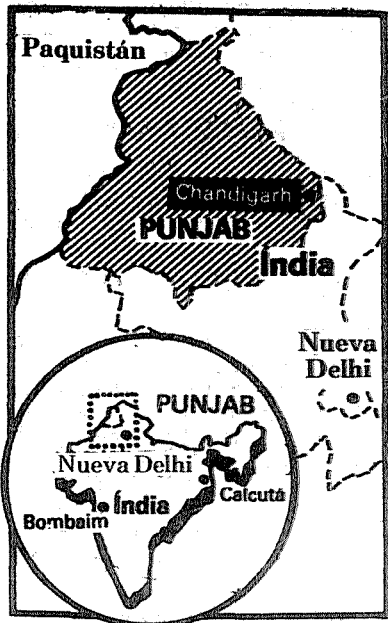 Paquistán
Chandigarh
PUNJAB
Índia
Nueva
Delhi
PUNJAB
Nueva Delhi
Calcutá
Índia
Bombaim